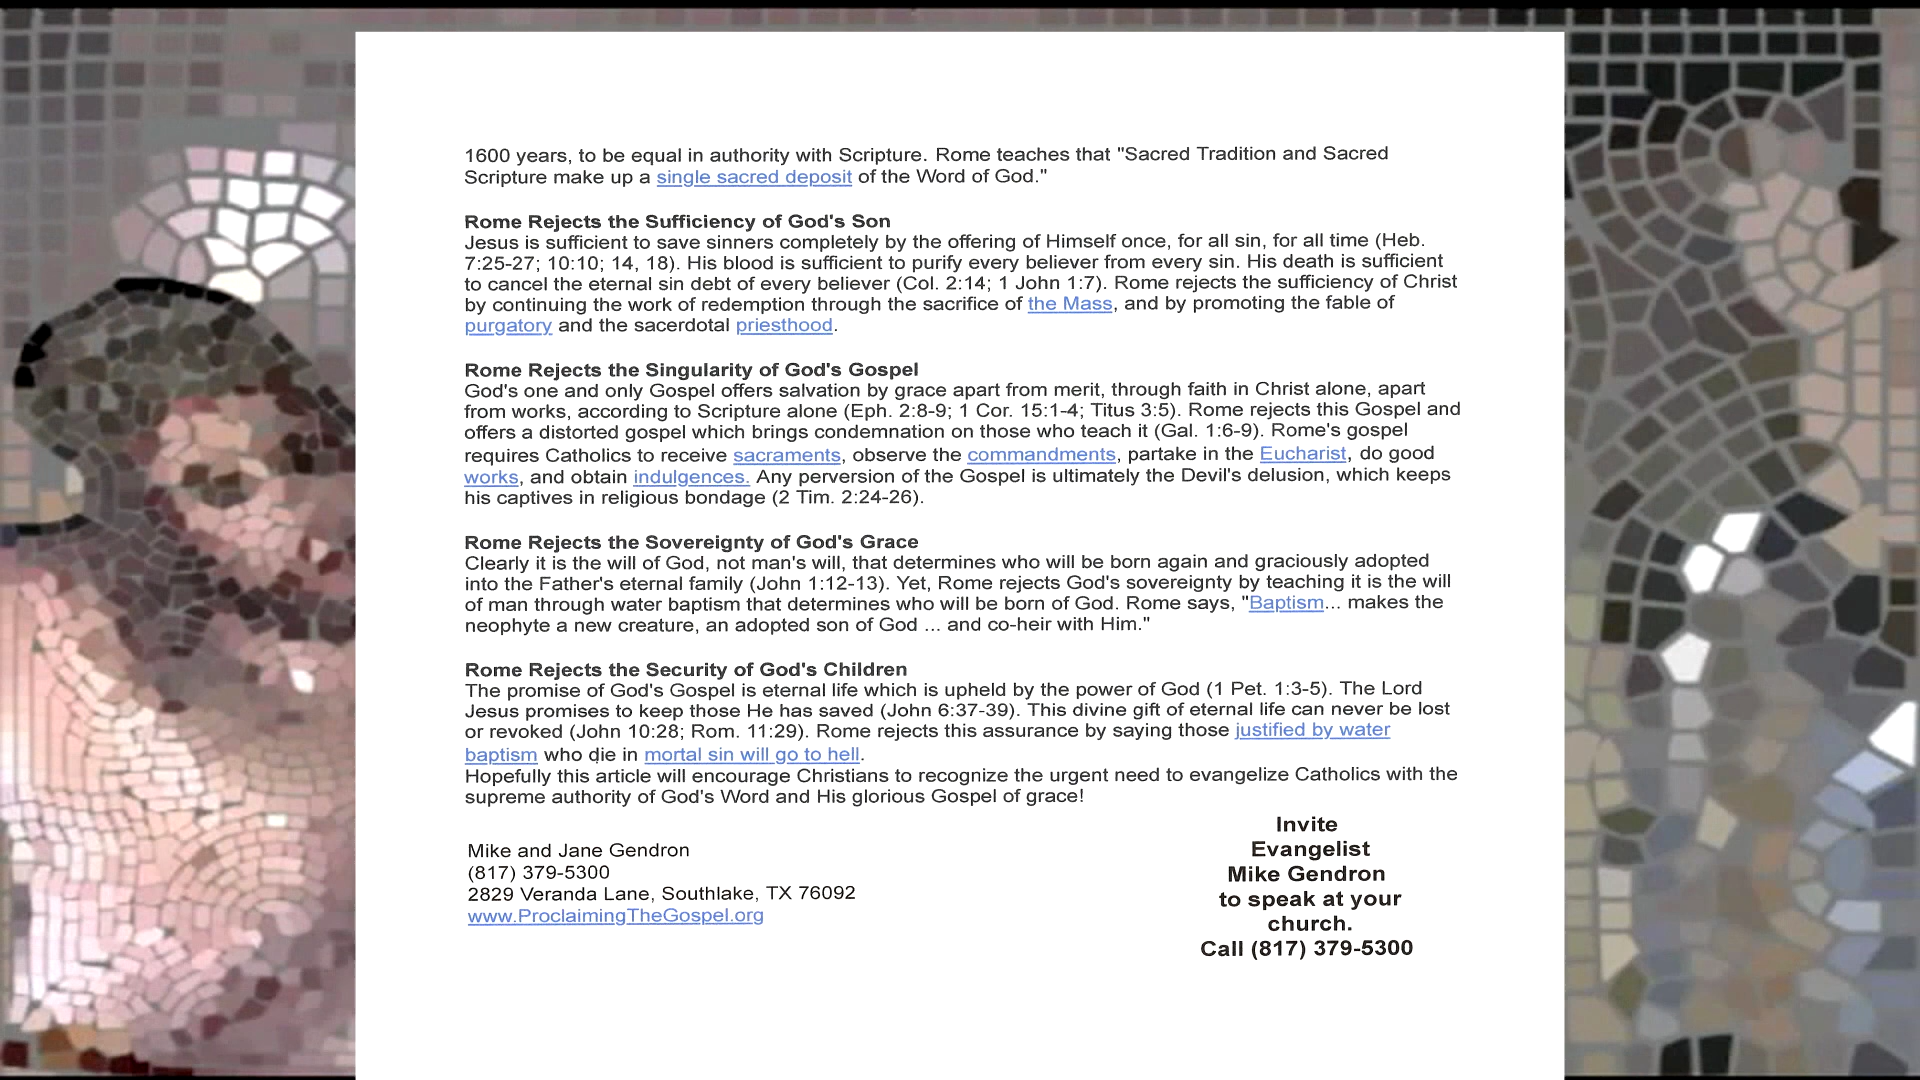 1600 years, to be equal in authority with Scripture. Rome teaches that "Sacred Tradition and Sacred
Scripture make up a single sacred deposit of the Word of God."
Rome Rejects the Sufficiency of God's Son
Jesus is sufficient to save sinners completely by the offering of Himself once, for all sin, for all time (Heb.
7:25-27; 10:10; 14, 18). His blood is sufficient to purify every believer from every sin. His death is sufficient
to cancel the eternal sin debt of every believer (Col. 2:14; 1 John 1:7). Rome rejects the sufficiency of Christ
by continuing the work of redemption through the sacrifice of the Mass, and by promoting the fable of
purgatory and the sacerdotal priesthood.
Rome Rejects the Singularity of God's Gospel
God's one and only Gospel offers salvation by grace apart from merit, through faith in Christ alone, apart
from works, according to Scripture alone (Eph. 2:8-9; 1 Cor. 15:1-4; Titus 3:5). Rome rejects this Gospel and
offers a distorted gospel which brings condemnation on those who teach it (Gal. 1:6-9). Rome's gospel
requires Catholics to receive sacraments, observe the commandments, partake in the Eucharist, do good
works, and obtain indulgences. Any perversion of the Gospel is ultimately the Devil's delusion, which keeps
his captives in religious bondage (2 Tim. 2:24-26).
Rome Rejects the Sovereignty of God's Grace
Clearly it is the will of God, not man's will, that determines who will be born again and graciously adopted
into the Father's eternal family (John 1:12-13). Yet, Rome rejects God's sovereignty by teaching it is the will
of man through water baptism that determines who will be born of God. Rome says, "Baptism... makes the
neophyte a new creature, an adopted son of God ... and co-heir with Him."
Rome Rejects the Security of God's Children
The promise of God's Gospel is eternal life which is upheld by the power of God (1 Pet. 1:3-5). The Lord
Jesus promises to keep those He has saved (John 6:37-39). This divine gift of eternal life can never be lost
or revoked (John 10:28; Rom. 11:29). Rome rejects this assurance by saying those justified by water
baptism who die in mortal sin will go to hell.
Hopefully this article will encourage Christians to recognize the urgent need to evangelize Catholics with the
supreme authority of God's Word and His glorious Gospel of grace!
Mike and Jane Gendron
(817) 379-5300
2829 Veranda Lane, Southlake, TX 76092
www.ProclaimingTheGospel.org
Invite
Evangelist
Mike Gendron
to speak at your
church.
Call (817) 379-5300